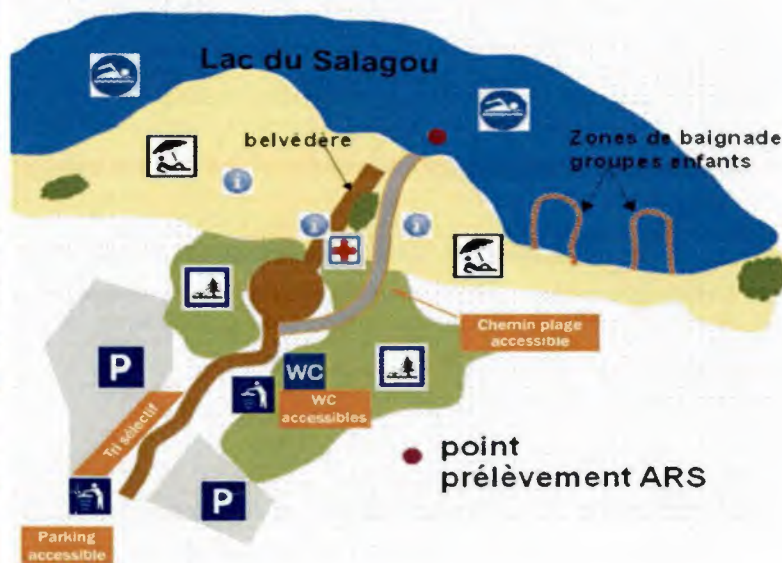 Lac du Salagou
belvédère
Zones de baignade
groupes enfants
i
i
i
Chemin plage
accessible
P
WC
WC
accessibles
Tri sélectif
point
prélèvement ARS
P
Parking
accessible